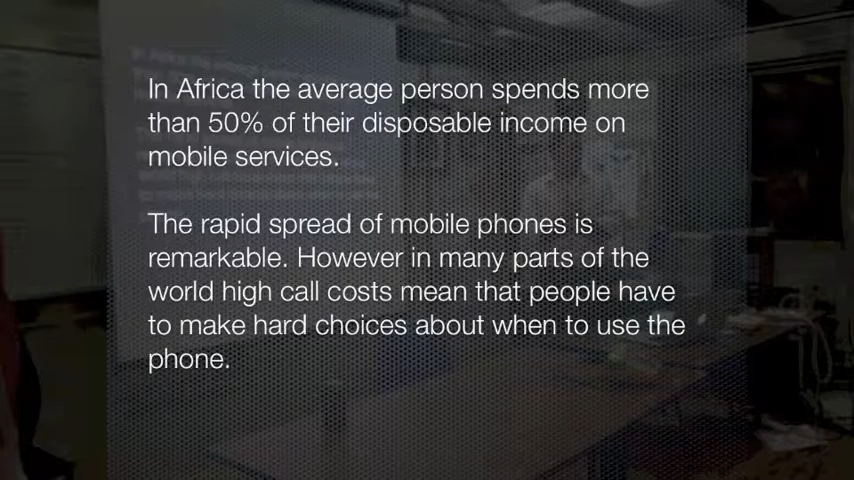 In Africa the average person spends more
than 50% of their disposable income on
mobile services.
The rapid spread of mobile phones is
remarkable. However in many parts of the
world high call costs mean that people have
to make hard choices about when to use the
phone.